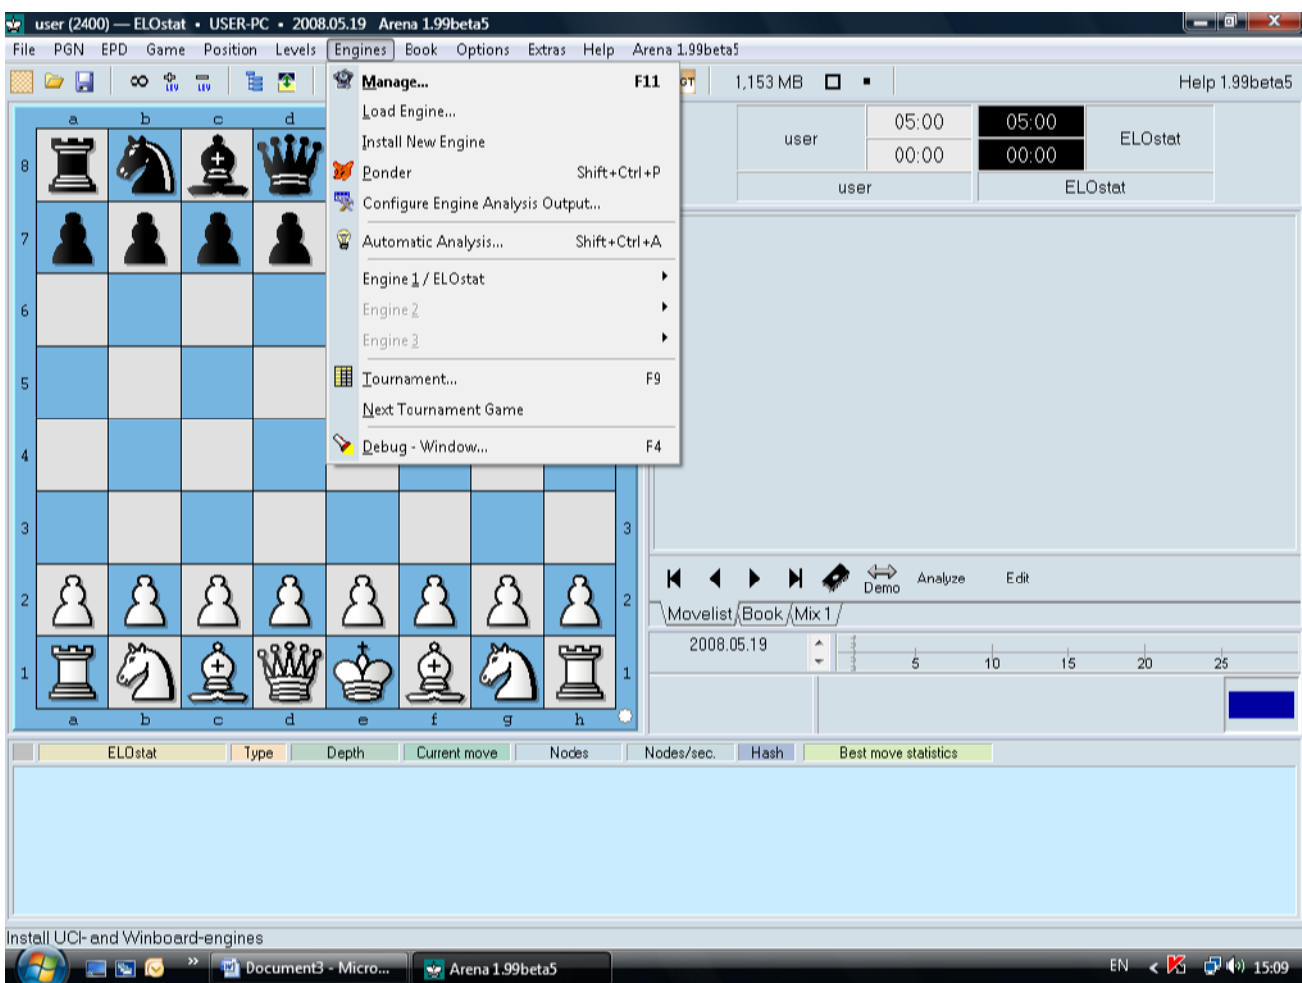 user (2400) — ELOstat • USER-PC • 2008.05.19 Arena 1.99beta5
File PGN EPD Game Position Levels Engines Book Options Extras Help Arena 1.99beta5
LEV LEV GT 1,153 MB Help 1.99beta5
Manage... F11
Load Engine...
Install New Engine
Ponder Shift+Ctrl+P
Configure Engine Analysis Output...
Automatic Analysis... Shift+Ctrl+A
Engine 1 / ELOstat
Engine 2
Engine 3
Tournament... F9
Next Tournament Game
Debug - Window... F4
user 05:00 05:00 ELOstat
00:00 00:00
user ELOstat
a b c d
8
7
6
5
4
3 3
2 2
1 1
a b c d e f g h
Demo Analyze Edit
Movelist Book Mix 1
2008.05.19 5 10 15 20 25
ELOstat Type Depth Current move Nodes Nodes/sec. Hash Best move statistics
Install UCI- and Winboard-engines
» Document3 - Micro... Arena 1.99beta5 EN < 15:09